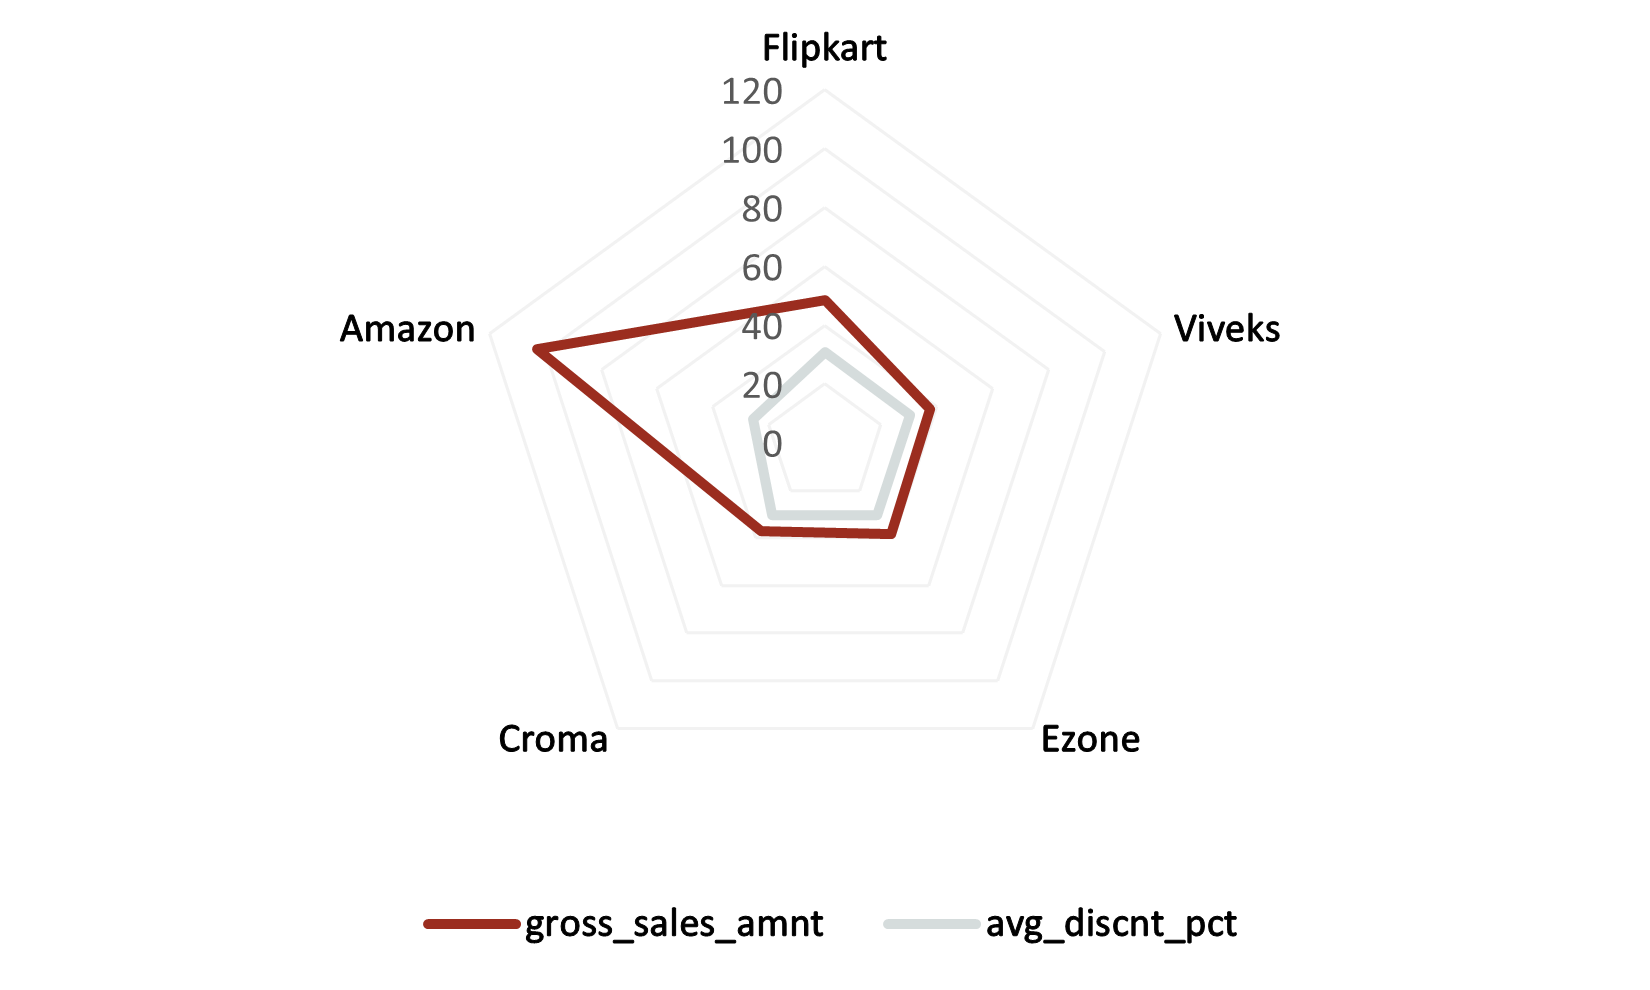 Flipkart
120
100
80
60
40
20
0
Amazon
Viveks
Croma
Ezone
gross_sales_amnt
avg_discnt_pct